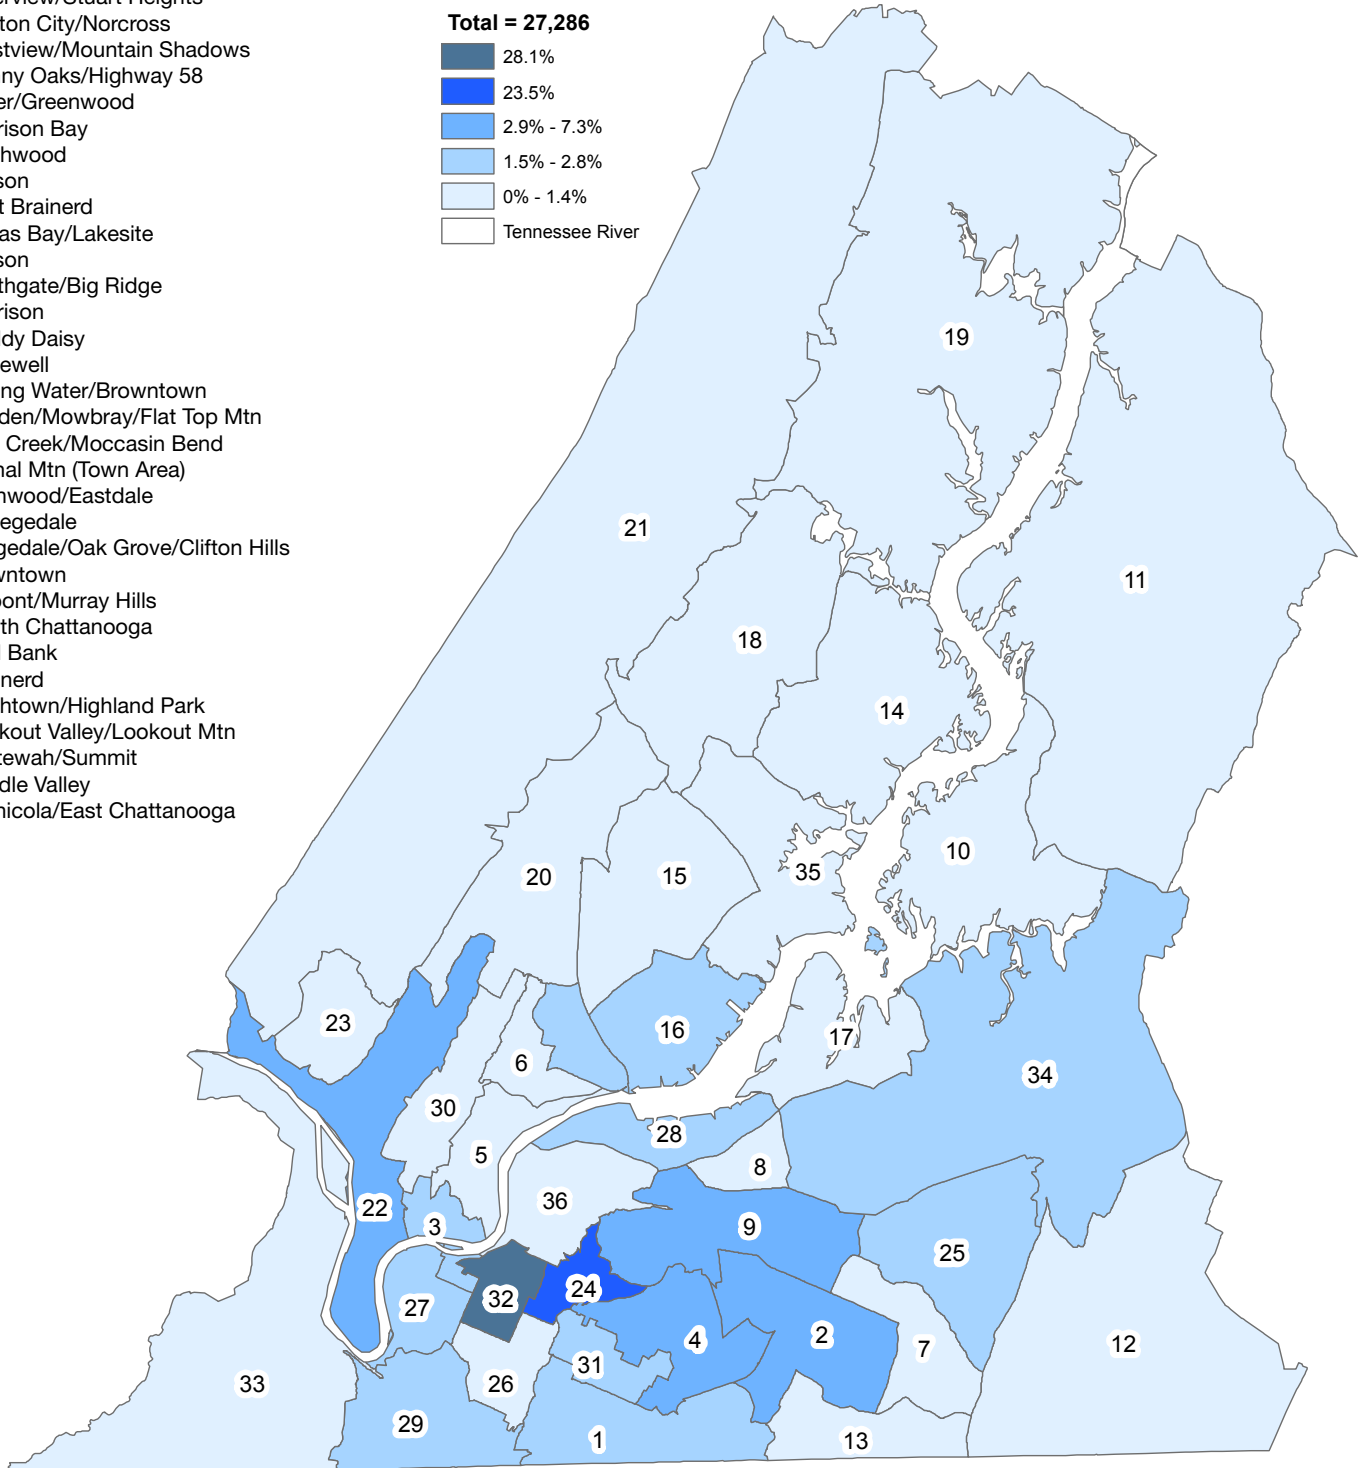 erview/Stuart Heights
ton City/Norcross
stview/Mountain Shadows
nny Oaks/Highway 58
er/Greenwood
rison Bay
hwood
son
t Brainerd
as Bay/Lakesite
son
thgate/Big Ridge
rison
ddy Daisy
ewell
ng Water/Browntown
den/Mowbray/Flat Top Mtn
Creek/Moccasin Bend
nal Mtn (Town Area)
nwood/Eastdale
egedale
gedale/Oak Grove/Clifton Hills
wntown
ont/Murray Hills
th Chattanooga
Bank
nerd
htown/Highland Park
kout Valley/Lookout Mtn
tewah/Summit
dle Valley
nicola/East Chattanooga
Total = 27,286
28.1%
23.5%
2.9% - 7.3%
1.5% - 2.8%
0% - 1.4%
Tennessee River
19
21
11
18
14
10
35
15
20
23
16
17
6
34
30
28
5
8
36
22
3
9
25
24
32
27
4
2
12
7
31
33
26
29
1
13